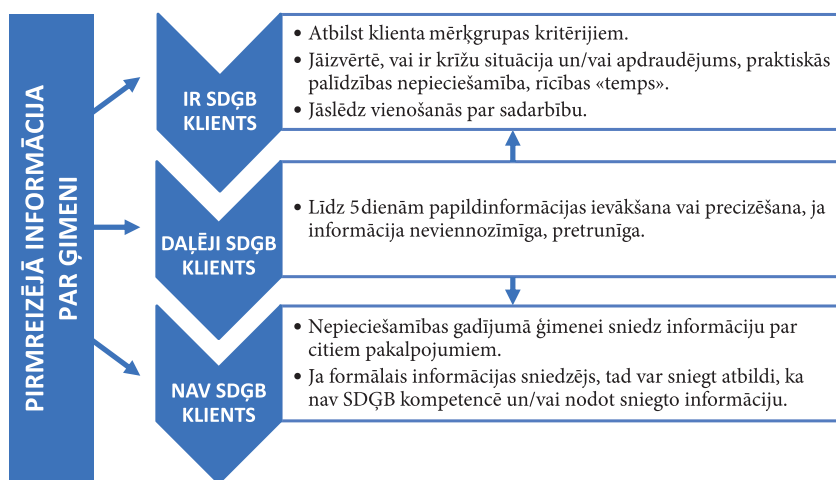 PIRMREIZĒJĀ INFORMĀCIJA
PAR ĢIMENI
IR SDĢB
KLIENTS
• Atbilst klienta mērķgrupas kritērijiem.
• Jāizvērtē, vai ir krīžu situācija un/vai apdraudējums, praktiskās
palīdzības nepieciešamība, rīcības «temps».
• Jāslēdz vienošanās par sadarbību.
DAĻĒJI SDĢB
KLIENTS
• Līdz 5 dienām papildinformācijas ievākšana vai precizēšana, ja
informācija neviennozīmīga, pretrunīga.
NAV SDĢB
KLIENTS
• Nepieciešamības gadījumā ģimenei sniedz informāciju par
citiem pakalpojumiem.
• Ja formālais informācijas sniedzējs, tad var sniegt atbildi, ka
nav SDĢB kompetencē un/vai nodot sniegto informāciju.